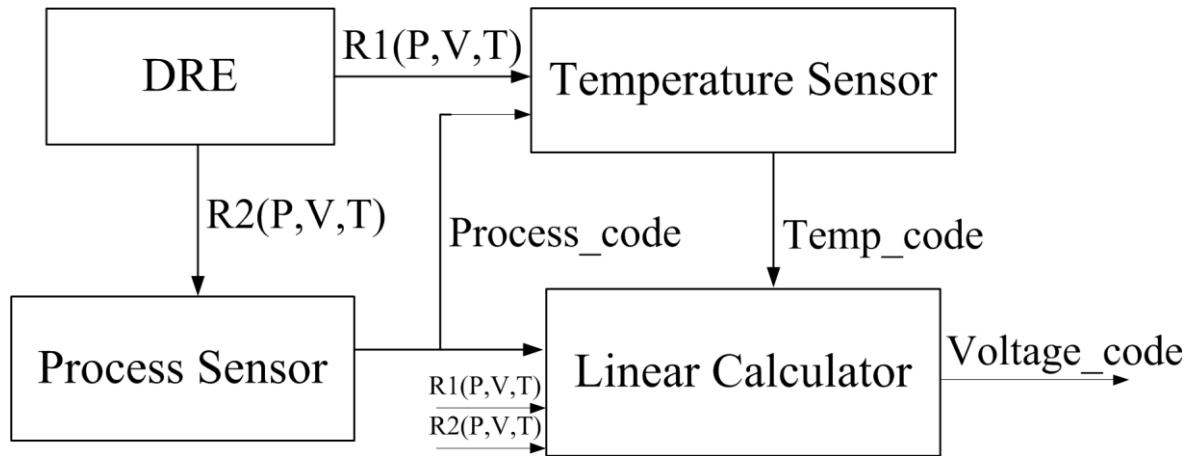 R1(P,V,T)
DRE
Temperature Sensor
R2(P,V,T)
Process_code
Temp_code
Process Sensor
Linear Calculator
Voltage_code
R1(P,V,T)
R2(P,V,T)